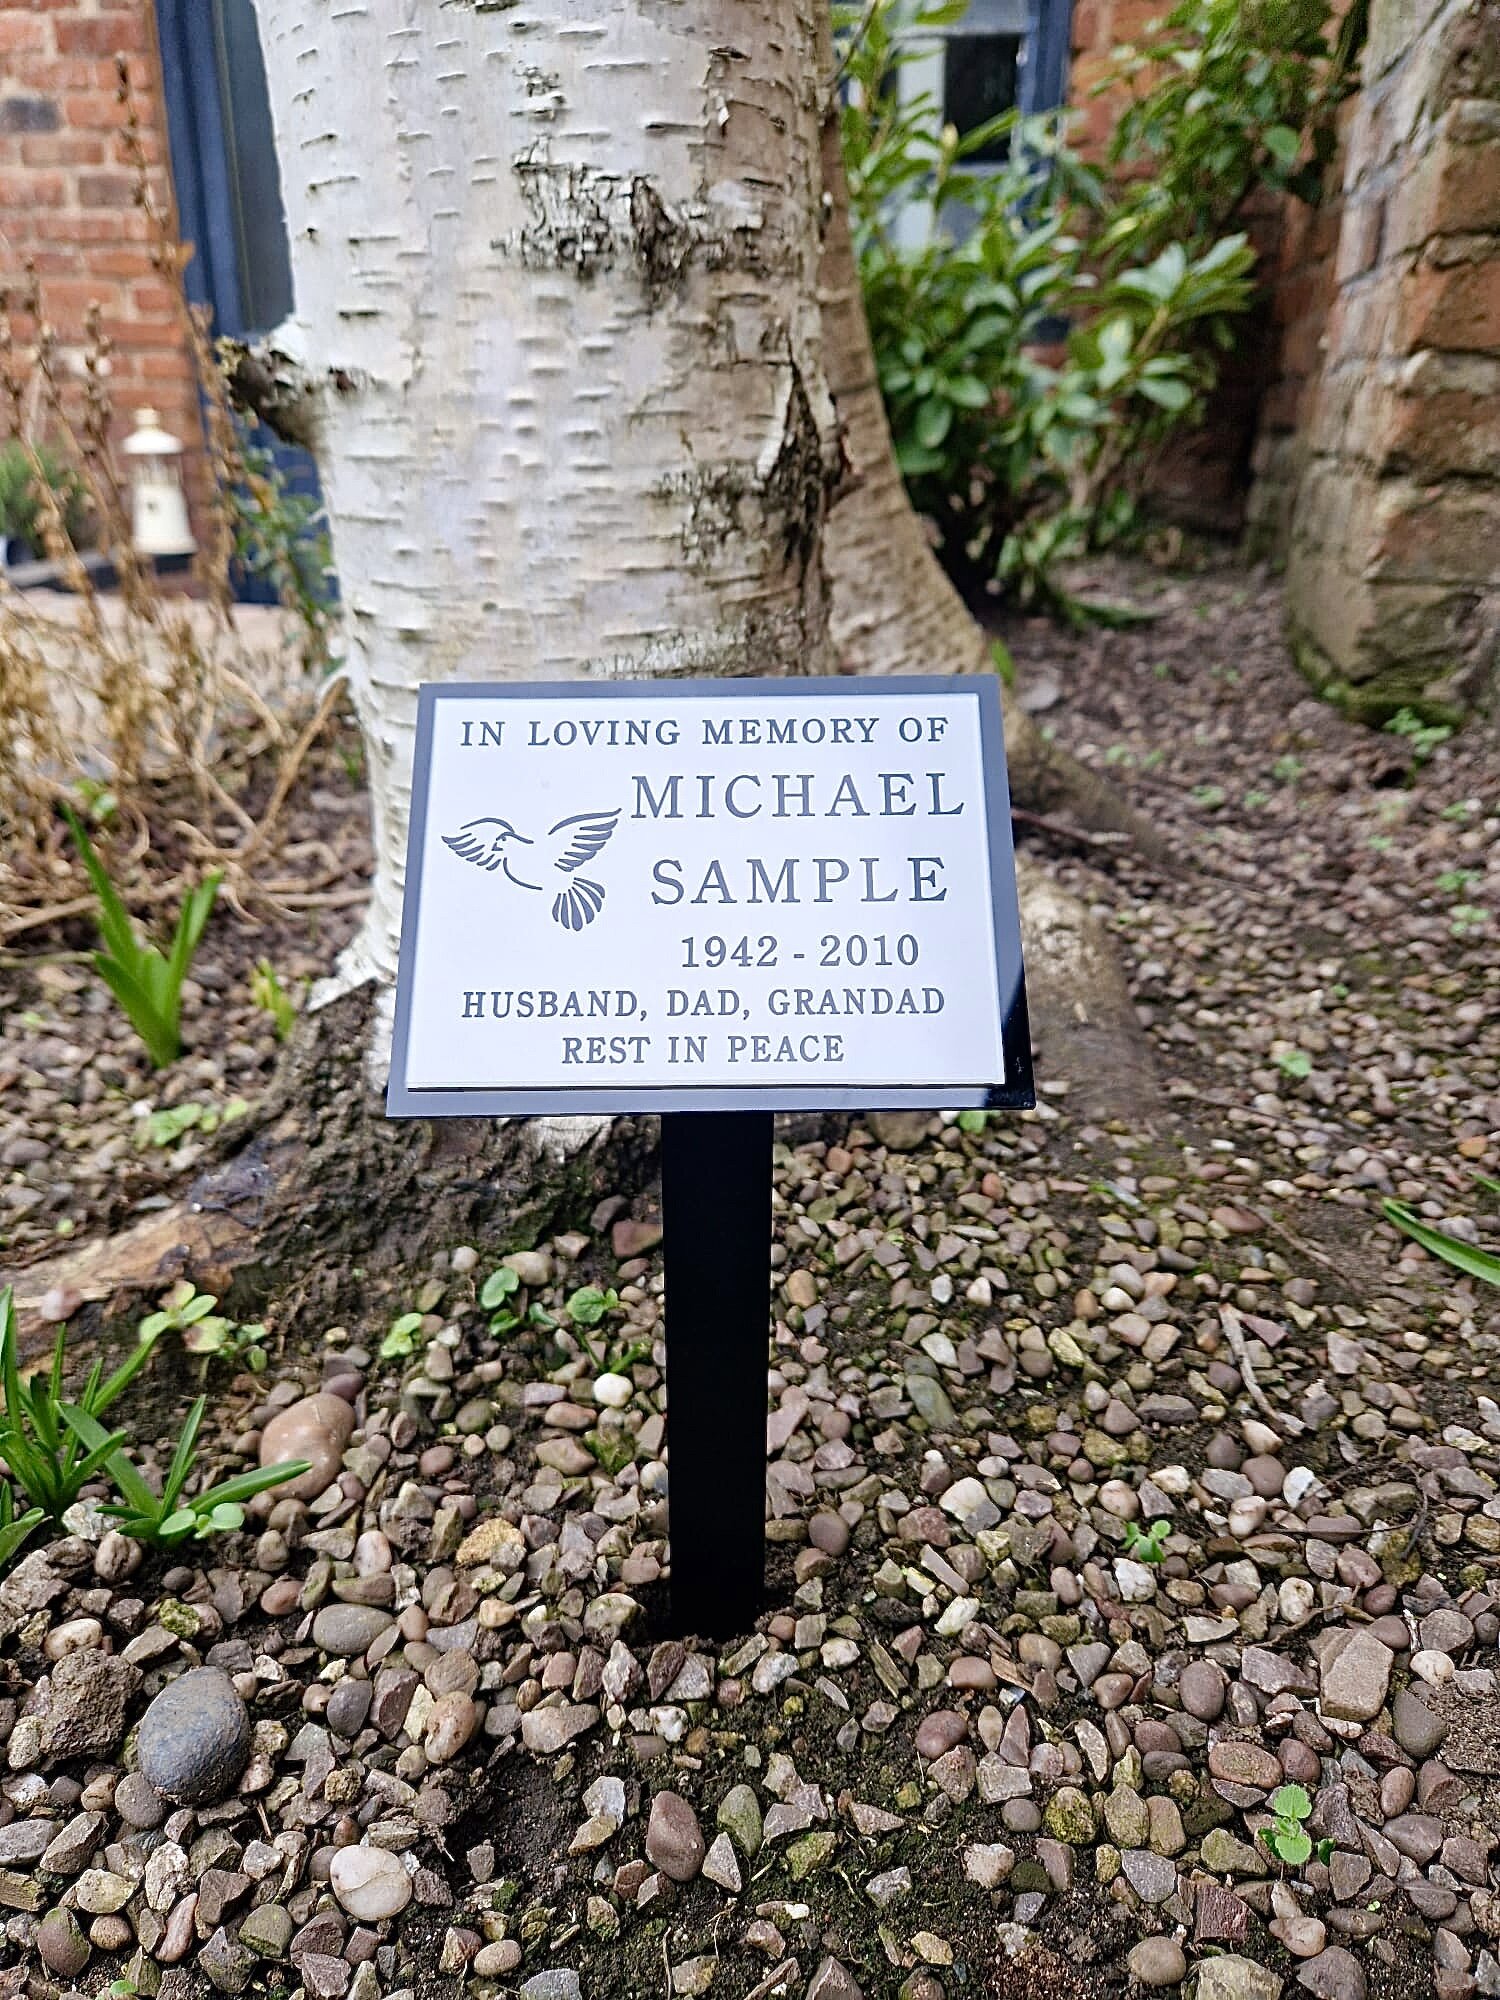 IN LOVING MEMORY OF
MICHAEL
SAMPLE
1942 - 2010
HUSBAND, DAD, GRANDAD
REST IN PEACE